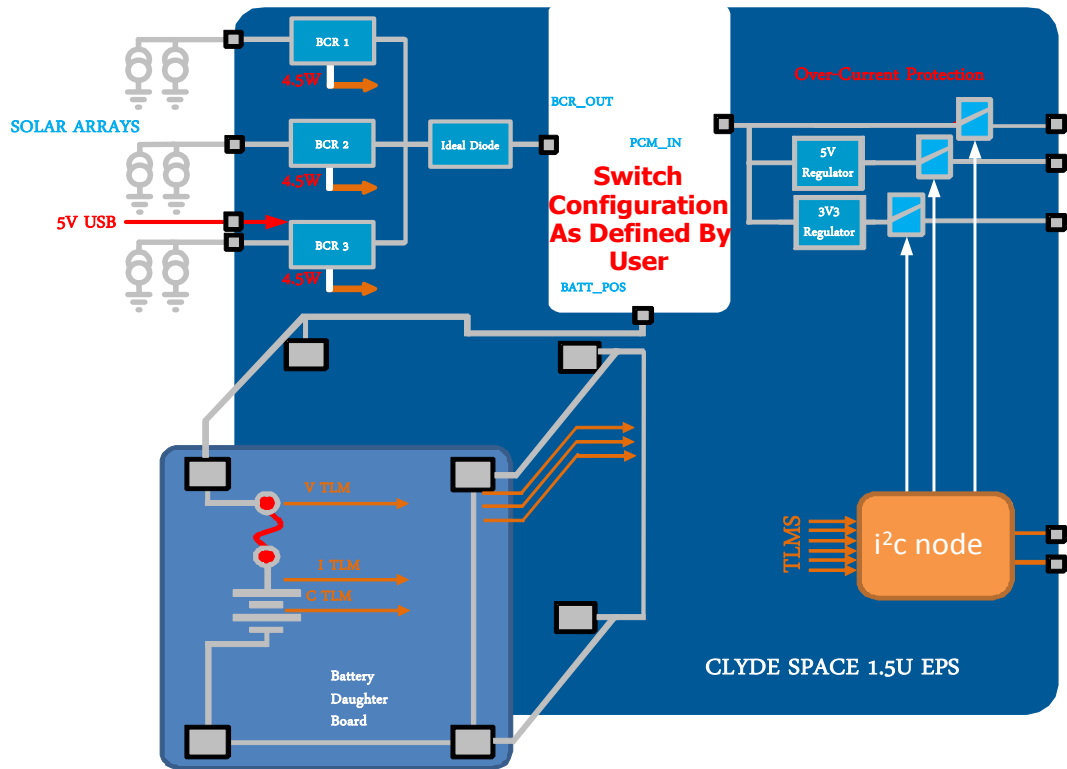 BCR 1
4.5W
SOLAR ARRAYS
BCR 2
4.5W
Ideal Diode
5V USB
BCR 3
4.5W
BCR_OUT
PCM_IN
Switch
Configuration
As Defined By
User
BATT_POS
Over-Current Protection
5V
Regulator
3V3
Regulator
V TLM
I TLM
C TLM
Battery
Daughter
Board
TLMS
i²c node
CLYDE SPACE 1.5U EPS